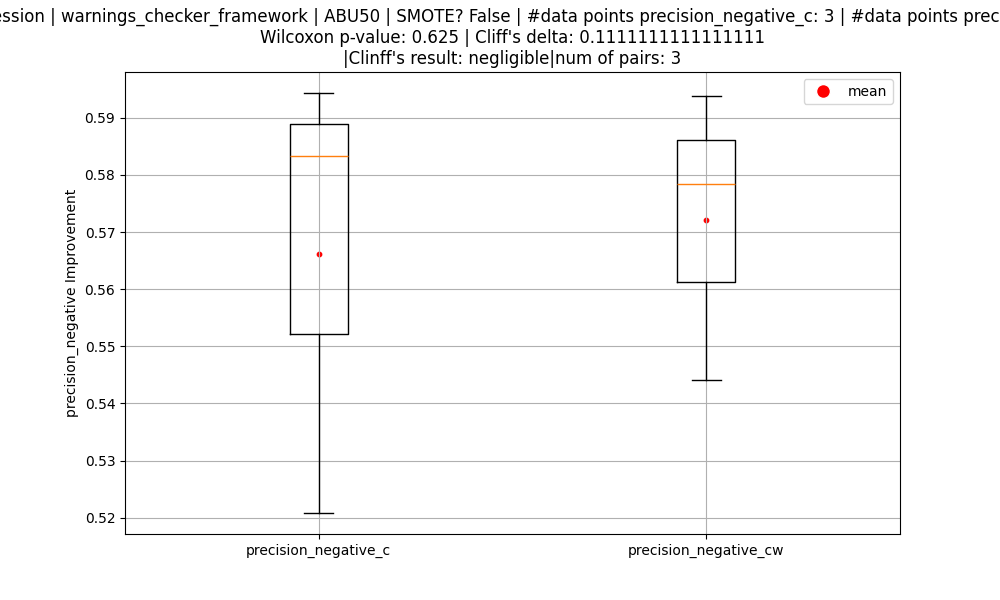 ession | warnings_checker_framework | ABU50 | SMOTE? False | #data points precision_negative_c: 3 | #data points prec
Wilcoxon p-value: 0.625 | Cliff's delta: 0.1111111111111111
|Clinff's result: negligible|num of pairs: 3
mean
0.59
0.58
0.57
0.56
0.55
0.54
0.53
0.52
precision_negative Improvement
precision_negative_c
precision_negative_cw